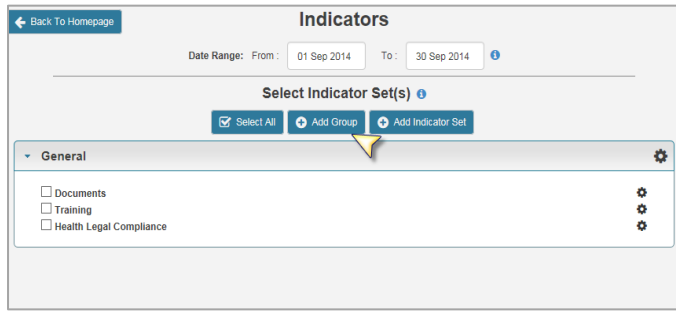 Back To Homepage
Indicators
Date Range: From : 01 Sep 2014 To : 30 Sep 2014
Select Indicator Set(s)
Select All Add Group Add Indicator Set
General
Documents
Training
Health Legal Compliance